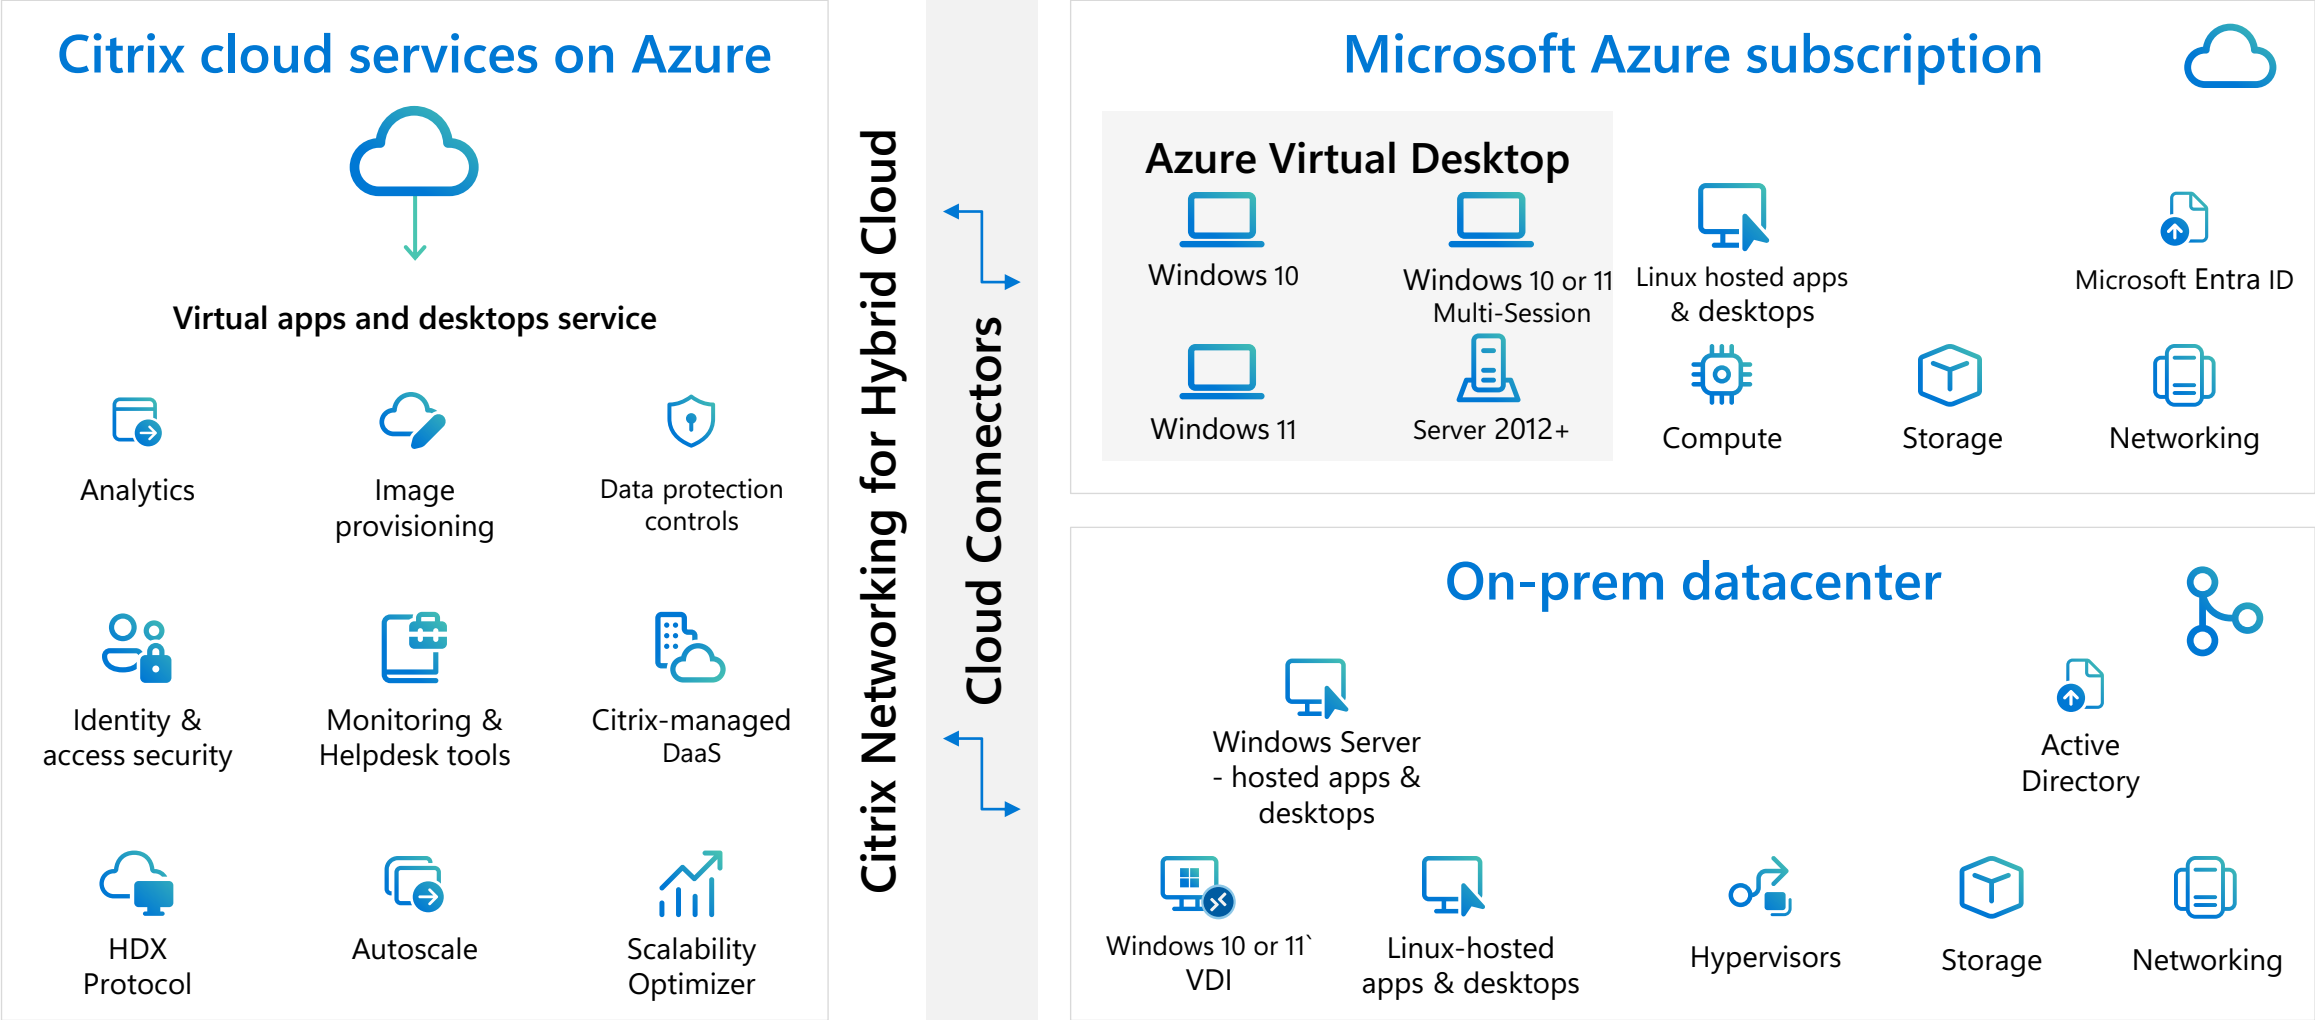 Citrix cloud services on Azure
Virtual apps and desktops service
Analytics
Image
provisioning
Data protection
controls
Identity &
access security
Monitoring &
Helpdesk tools
Citrix-managed
DaaS
HDX
Protocol
Autoscale
Scalability
Optimizer
Citrix Networking for Hybrid Cloud
Cloud Connectors
Microsoft Azure subscription
Azure Virtual Desktop
Windows 10
Windows 10 or 11
Multi-Session
Windows 11
Server 2012+
Linux hosted apps
& desktops
Microsoft Entra ID
Compute
Storage
Networking
On-prem datacenter
Windows Server
- hosted apps &
desktops
Active
Directory
Windows 10 or 11`
VDI
Linux-hosted
apps & desktops
Hypervisors
Storage
Networking